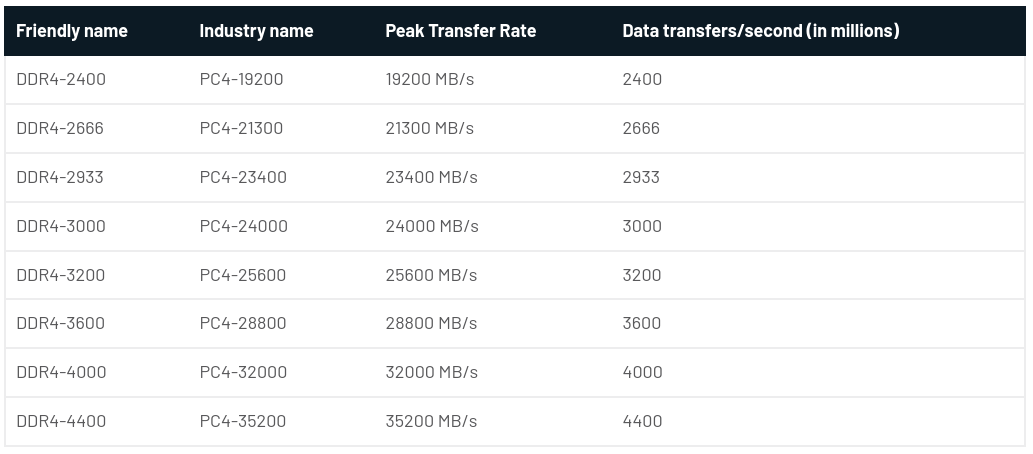 Friendly name Industry name Peak Transfer Rate Data transfers/second (in millions)
DDR4-2400 PC4-19200 19200 MB/s 2400
DDR4-2666 PC4-21300 21300 MB/s 2666
DDR4-2933 PC4-23400 23400 MB/s 2933
DDR4-3000 PC4-24000 24000 MB/s 3000
DDR4-3200 PC4-25600 25600 MB/s 3200
DDR4-3600 PC4-28800 28800 MB/s 3600
DDR4-4000 PC4-32000 32000 MB/s 4000
DDR4-4400 PC4-35200 35200 MB/s 4400